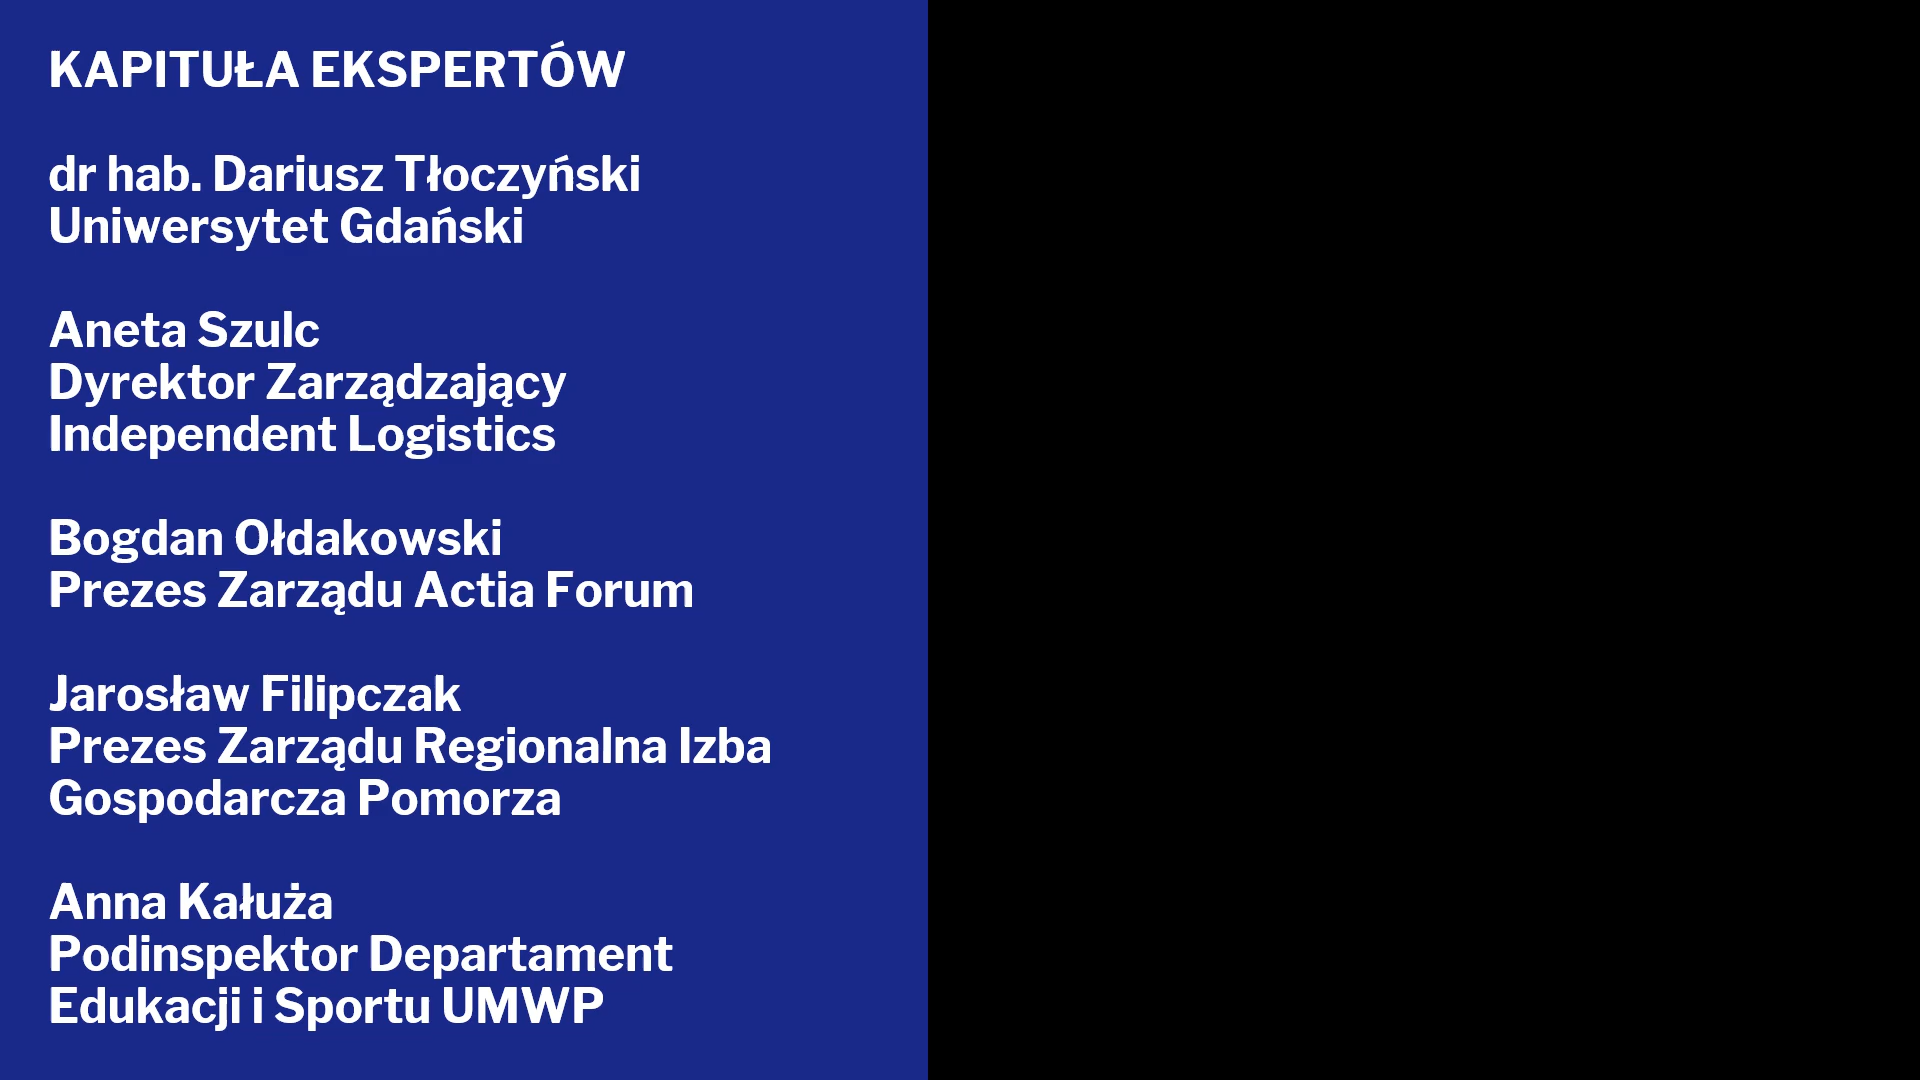 KAPITUŁA EKSPERTÓW
dr hab. Dariusz Tłoczyński
Uniwersytet Gdański
Aneta Szulc
Dyrektor Zarządzający
Independent Logistics
Bogdan Ołdakowski
Prezes Zarządu Actia Forum
Jarosław Filipczak
Prezes Zarządu Regionalna Izba
Gospodarcza Pomorza
Anna Kałuża
Podinspektor Departament
Edukacji i Sportu UMWP